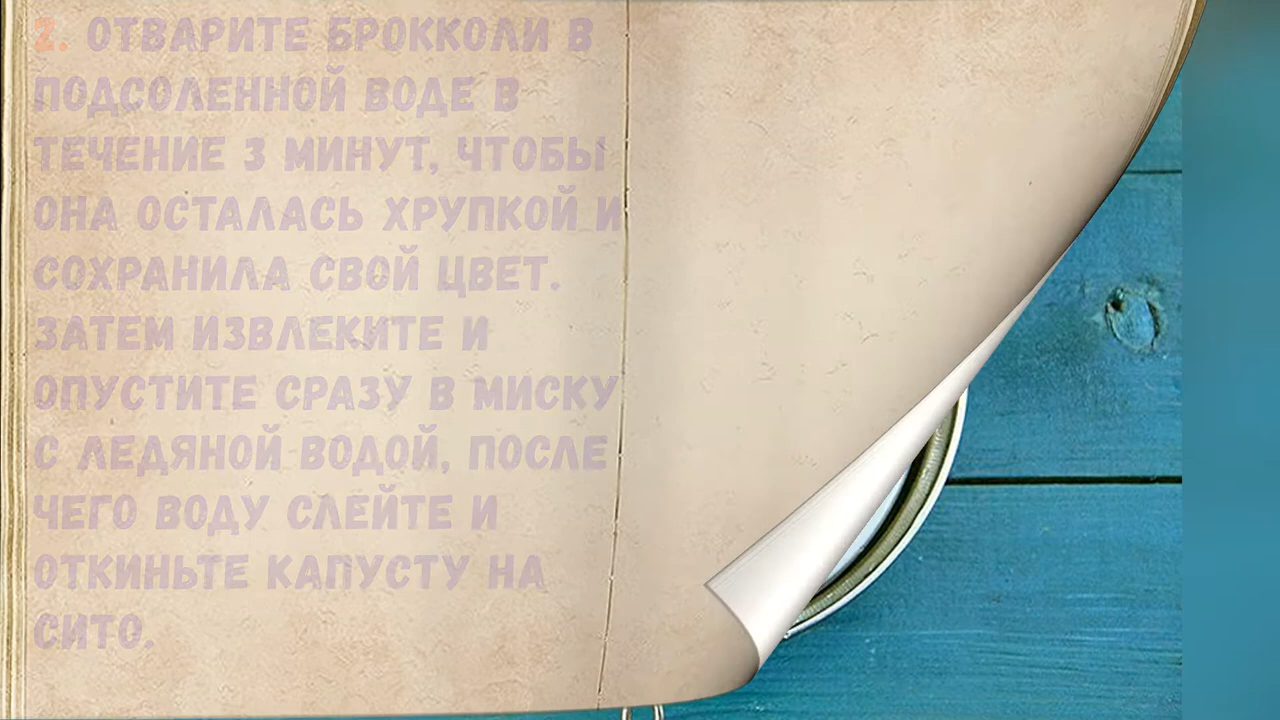 2. ОТВАРИТЕ БРОККОЛИ В
ПОДСОЛЕННОЙ ВОДЕ В
ТЕЧЕНИЕ 3 МИНУТ, ЧТОБЫ
ОНА ОСТАЛАСЬ ХРУПКОЙ И
СОХРАНИЛА СВОЙ ЦВЕТ.
ЗАТЕМ ИЗВЛЕКИТЕ И
ОПУСТИТЕ СРАЗУ В МИСКУ
С ЛЕДЯНОЙ ВОДОЙ, ПОСЛЕ
ЧЕГО ВОДУ СЛЕЙТЕ И
ОТКИНЬТЕ КАПУСТУ НА
СИТО.